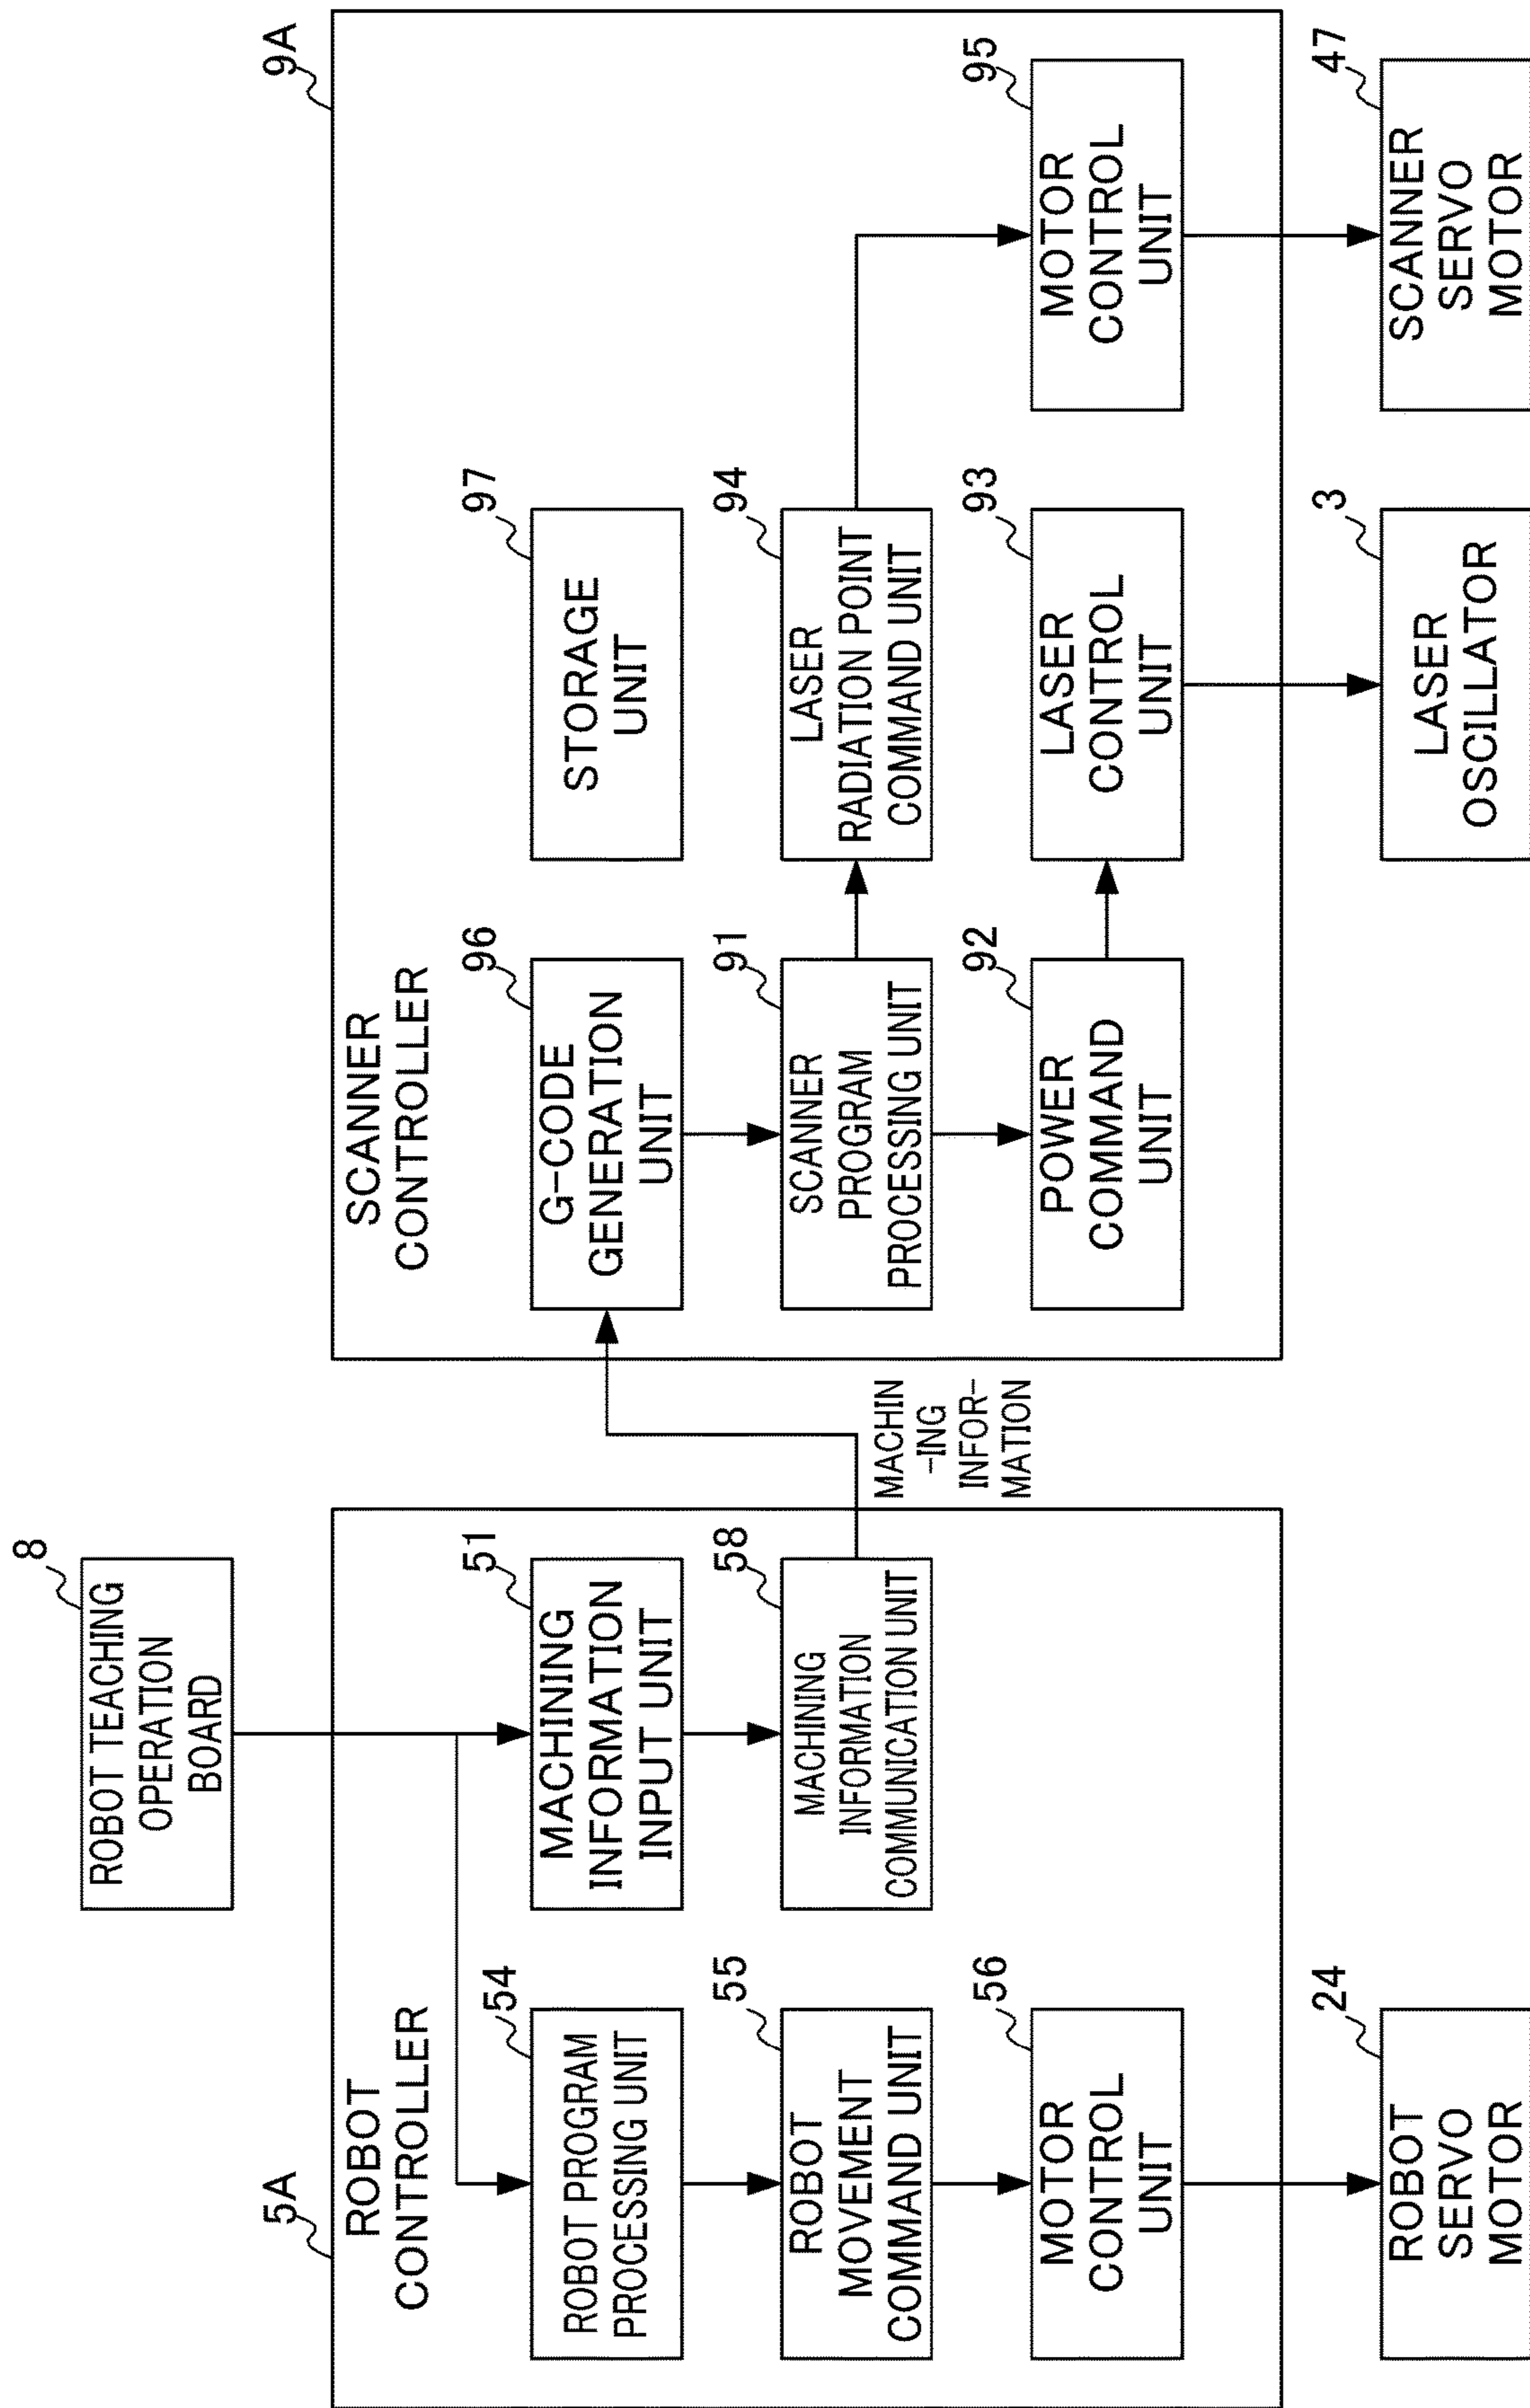 8
ROBOT TEACHING
OPERATION
BOARD
5A
ROBOT
CONTROLLER
54
ROBOT PROGRAM
PROCESSING UNIT
51
MACHINING
INFORMATION
INPUT UNIT
55
ROBOT
MOVEMENT
COMMAND UNIT
58
MACHINING
INFORMATION
COMMUNICATION UNIT
56
MOTOR
CONTROL
UNIT
24
ROBOT
SERVO
MOTOR
MACHIN
-ING
INFOR-
MATION
9A
SCANNER
CONTROLLER
96
G-CODE
GENERATION
UNIT
97
STORAGE
UNIT
91
SCANNER
PROGRAM
PROCESSING UNIT
94
LASER
RADIATION POINT
COMMAND UNIT
92
POWER
COMMAND
UNIT
93
LASER
CONTROL
UNIT
95
MOTOR
CONTROL
UNIT
3
LASER
OSCILLATOR
47
SCANNER
SERVO
MOTOR